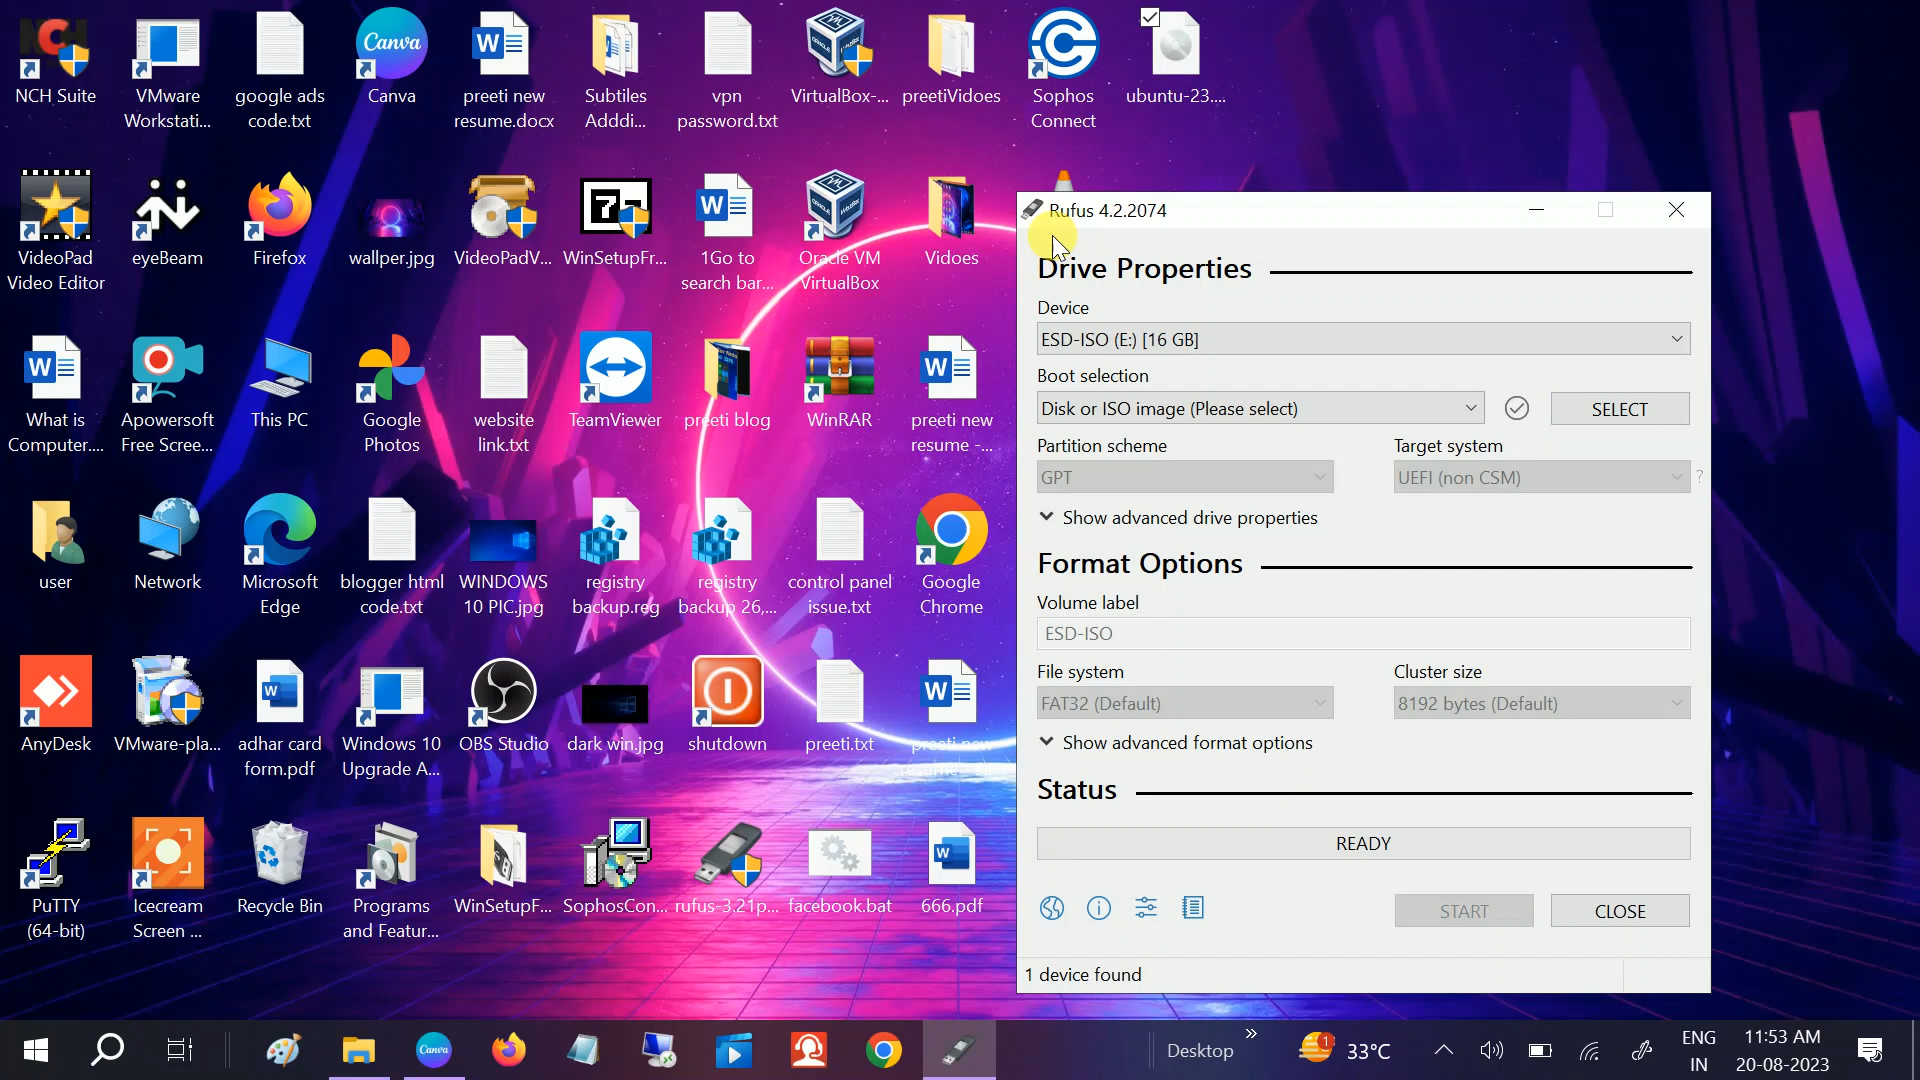 NCH Suite
VMware
Workstati...
google ads
code.txt
Canva
preeti new
resume.docx
Subtiles
Adddi...
vpn
password.txt
VirtualBox-...
preetiVidoes
Sophos
Connect
ubuntu-23....
VideoPad
Video Editor
eyeBeam
Firefox
wallper.jpg
VideoPadV...
WinSetupFr...
1Go to
search bar...
Oracle VM
VirtualBox
Vidoes
What is
Computer....
Apowersoft
Free Scree...
This PC
Google
Photos
website
link.txt
TeamViewer
preeti blog
WinRAR
preeti new
resume -...
user
Network
Microsoft
Edge
blogger html
code.txt
WINDOWS
10 PIC.jpg
registry
backup.reg
registry
backup 26,...
control panel
issue.txt
Google
Chrome
AnyDesk
VMware-pla...
adhar card
form.pdf
Windows 10
Upgrade A...
OBS Studio
dark win.jpg
shutdown
preeti.txt
preeti new
PuTTY
(64-bit)
Icecream
Screen ...
Recycle Bin
Programs
and Featur...
WinSetupF...
SophosCon...
rufus-3.21p...
facebook.bat
666.pdf
Rufus 4.2.2074
Drive Properties
Device
ESD-ISO (E:) [16 GB]
Boot selection
Disk or ISO image (Please select)
SELECT
Partition scheme
Target system
GPT
UEFI (non CSM)
?
Show advanced drive properties
Format Options
Volume label
ESD-ISO
File system
Cluster size
FAT32 (Default)
8192 bytes (Default)
Show advanced format options
Status
READY
START
CLOSE
1 device found
Canva
Desktop
1
33°C
ENG
IN
11:53 AM
20-08-2023